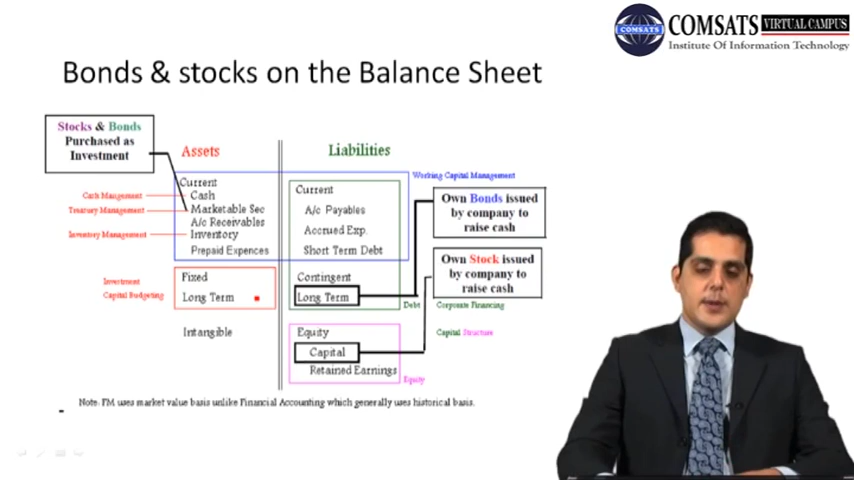 COMSATS VIRTUAL CAMPUS
COMSATS
Institute Of Information Technology
Bonds & stocks on the Balance Sheet
Stocks & Bonds
Purchased as
Investment
Assets
Liabilities
Working Capital Management
Current
Cash
Marketable Sec
A/c Receivables
Inventory
Prepaid Expences
Cash Mangement
Treasury Management
Inventory Management
Current
A/c Payables
Accrued Exp.
Short Term Debt
Own Bonds issued
by company to
raise cash
Own Stock issued
by company to
raise cash
Investment
Capital Budgeting
Fixed
Long Term
Contingent
Long Term
Debt
Corporate Financing
Intangible
Equity
Capital
Retained Earnings
Capital Structure
Equity
Note: FM uses market value basis unlike Financial Accounting which generally uses historical basis.